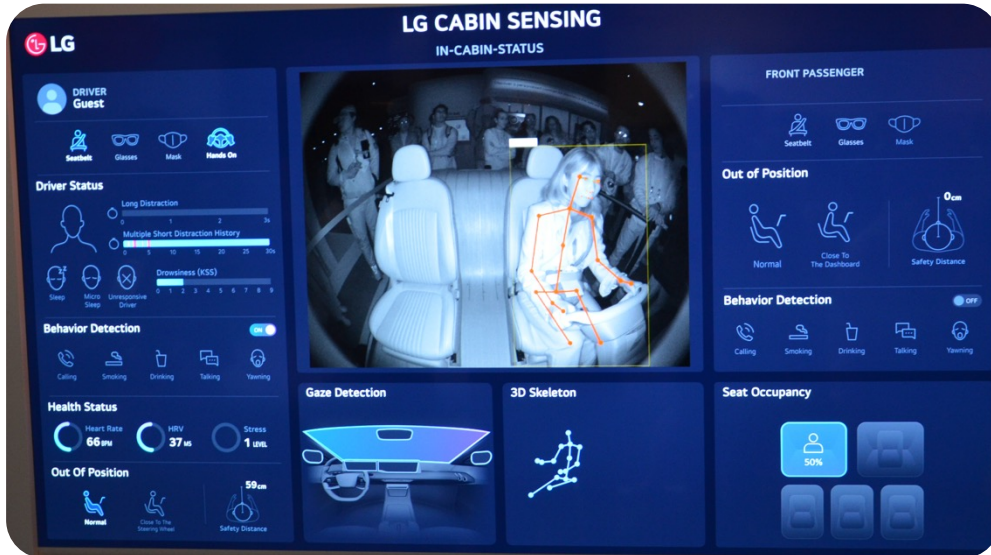 LG
LG CABIN SENSING
IN-CABIN-STATUS
DRIVER
Guest
Seatbelt
Glasses
Mask
Hands On
Driver Status
Long Distraction
0 1 2 3s
Multiple Short Distraction History
0 5 10 15 20 25 30s
Sleep
Micro
Sleep
Unresponsive
Driver
Drowsiness (KSS)
0 1 2 3 4 5 6 7 8 9
Behavior Detection
ON
Calling
Smoking
Drinking
Talking
Yawning
Health Status
Heart Rate
66 BPM
HRV
37 MS
Stress
1 LEVEL
Out Of Position
59cm
Normal
Close To The
Steering Wheel
Safety Distance
Gaze Detection
3D Skeleton
FRONT PASSENGER
Seatbelt
Glasses
Mask
Out of Position
0cm
Normal
Close To
The Dashboard
Safety Distance
Behavior Detection
OFF
Calling
Smoking
Drinking
Talking
Yawning
Seat Occupancy
50%